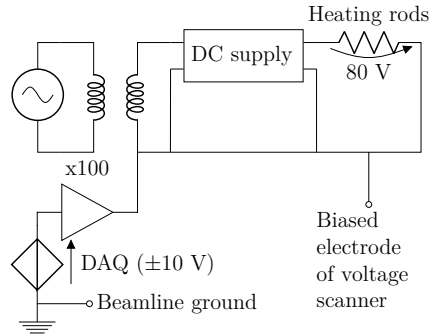 Heating rods
DC supply
80 V
x100
DAQ (±10 V)
Beamline ground
Biased
electrode
of voltage
scanner